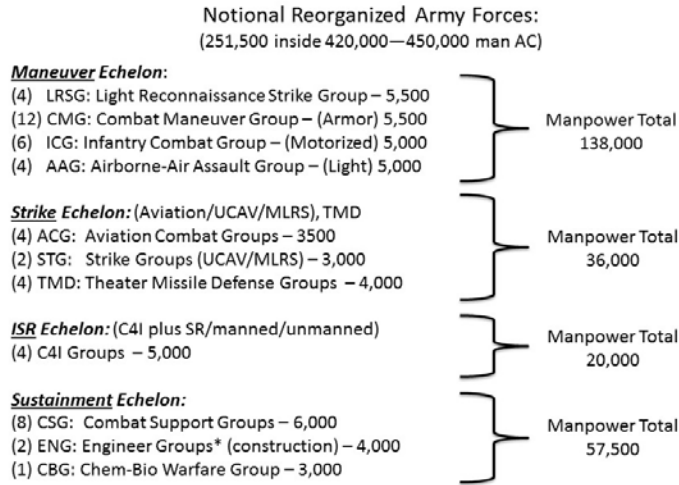 Notional Reorganized Army Forces:
(251,500 inside 420,000—450,000 man AC)
Maneuver Echelon:
(4) LRSG: Light Reconnaissance Strike Group – 5,500
(12) CMG: Combat Maneuver Group – (Armor) 5,500
(6) ICG: Infantry Combat Group – (Motorized) 5,000
(4) AAG: Airborne-Air Assault Group – (Light) 5,000
Manpower Total
138,000
Strike Echelon: (Aviation/UCAV/MLRS), TMD
(4) ACG: Aviation Combat Groups – 3500
(2) STG: Strike Groups (UCAV/MLRS) – 3,000
(4) TMD: Theater Missile Defense Groups – 4,000
Manpower Total
36,000
ISR Echelon: (C4I plus SR/manned/unmanned)
(4) C4I Groups – 5,000
Manpower Total
20,000
Sustainment Echelon:
(8) CSG: Combat Support Groups – 6,000
(2) ENG: Engineer Groups* (construction) – 4,000
(1) CBG: Chem-Bio Warfare Group – 3,000
Manpower Total
57,500